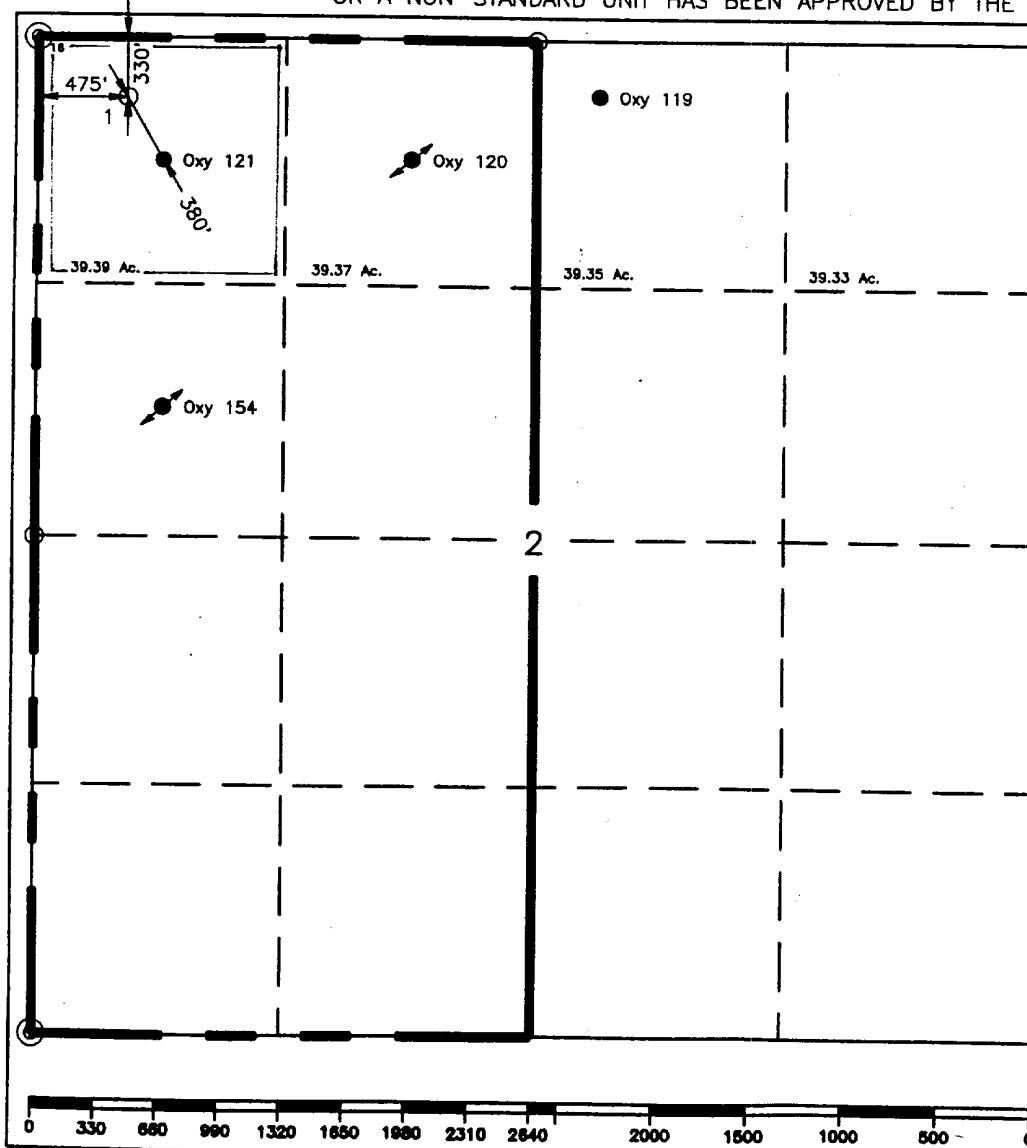 OR A NON STANDARD UNIT HAS BEEN APPROVED BY THE
16
330'
475'
1
Oxy 119
Oxy 121
Oxy 120
380'
39.39 Ac.
39.37 Ac.
39.35 Ac.
39.33 Ac.
Oxy 154
2
0 330 660 990 1320 1650 1980 2310 2640 2000 1500 1000 500 0